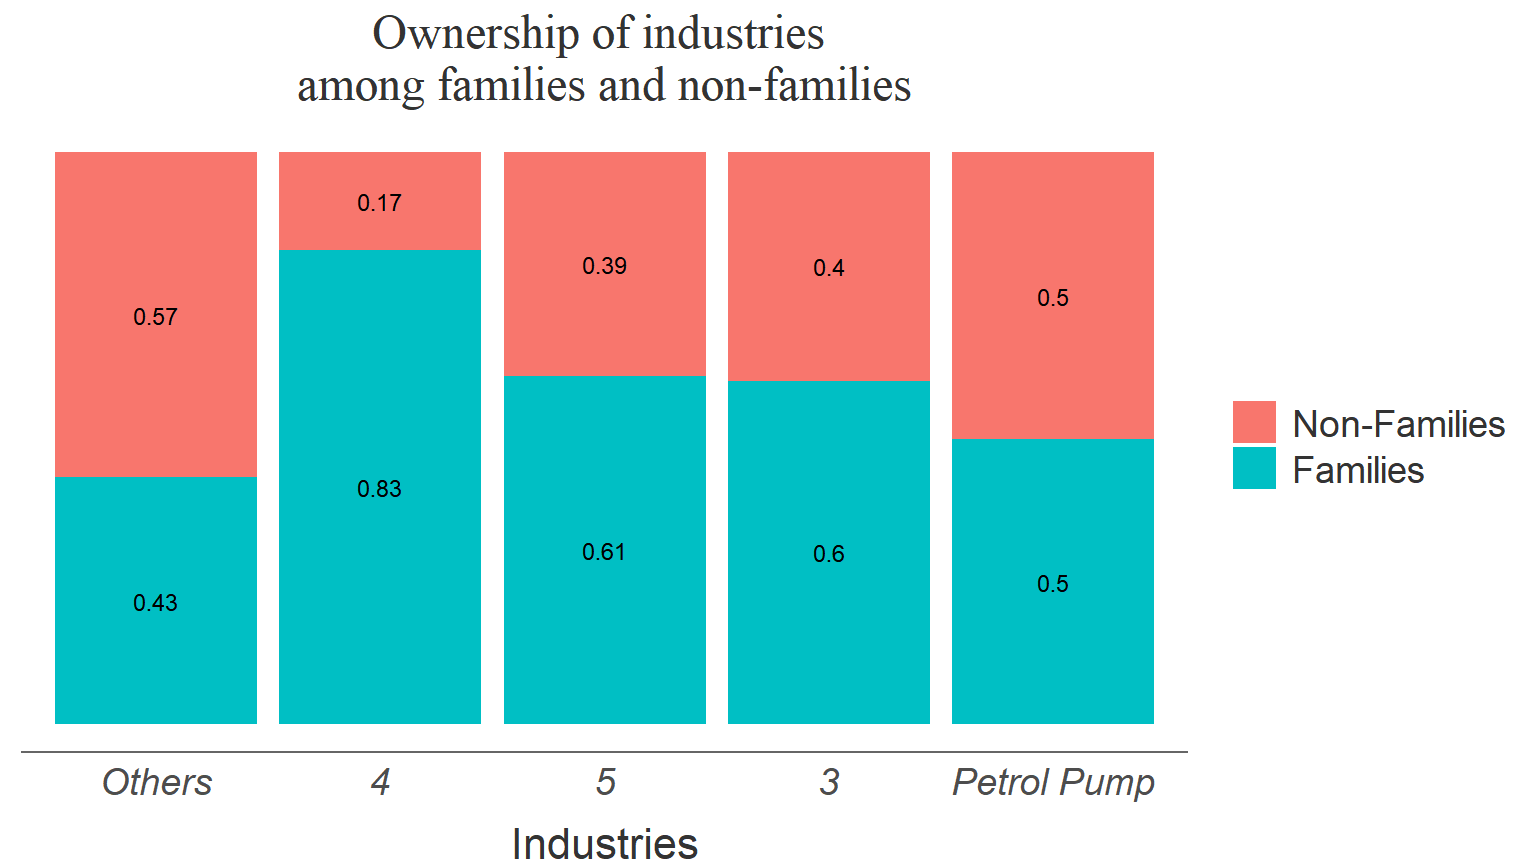 Ownership of industries
among families and non-families
0.57
0.17
0.39
0.4
0.5
0.43
0.83
0.61
0.6
0.5
Non-Families
Families
Others
4
5
3
Petrol Pump
Industries